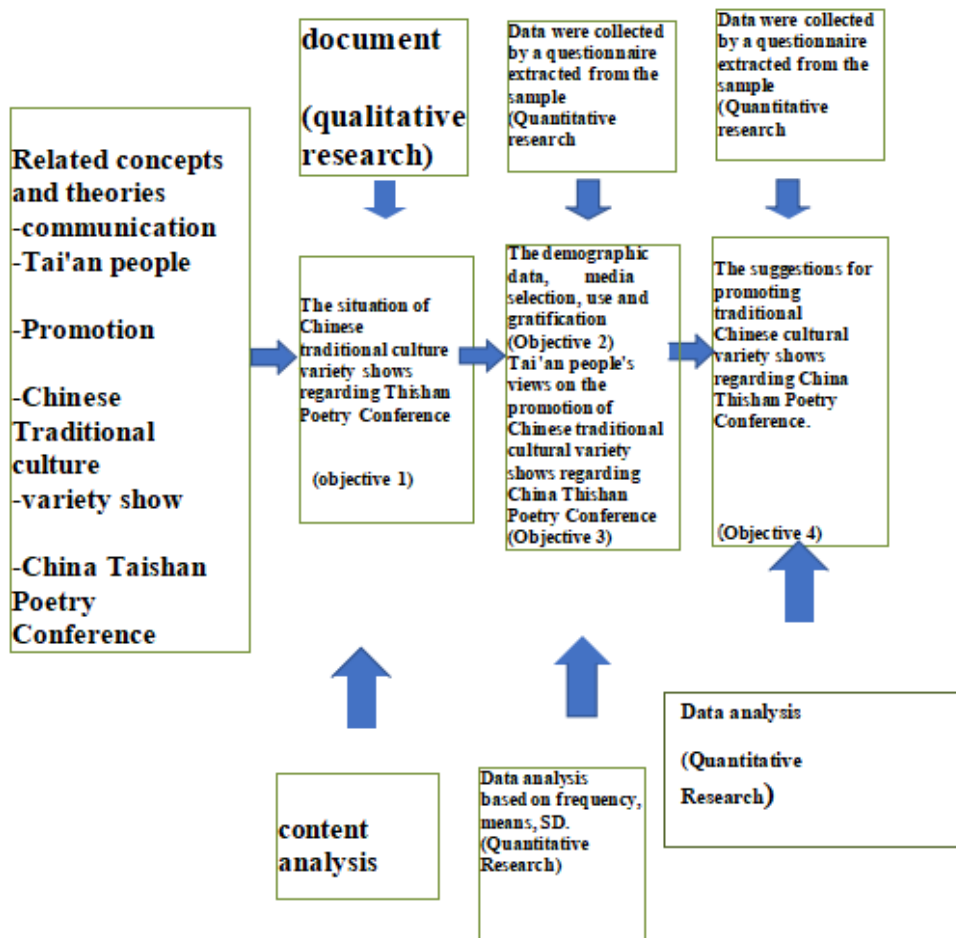 document
(qualitative
research)
Data were collected
by a questionnaire
extracted from the
sample
(Quantitative
research
Data were collected
by a questionnaire
extracted from the
sample
(Quantitative
research
Related concepts
and theories
-communication
-Tai'an people
-Promotion
-Chinese
Traditional
culture
-variety show
-China Taishan
Poetry
Conference
The situation of
Chinese
traditional culture
variety shows
regarding Thishan
Poetry Conference
(objective 1)
The demographic
data, media
selection, use and
gratification
(Objective 2)
Tai'an people's
views on the
promotion of
Chinese traditional
cultural variety
shows regarding
China Thishan
Poetry Conference
(Objective 3)
The suggestions for
promoting
traditional
Chinese cultural
variety shows
regarding China
Thishan Poetry
Conference.
(Objective 4)
content
analysis
Data analysis
based on frequency,
means, SD.
(Quantitative
Research)
Data analysis
(Quantitative
Research)